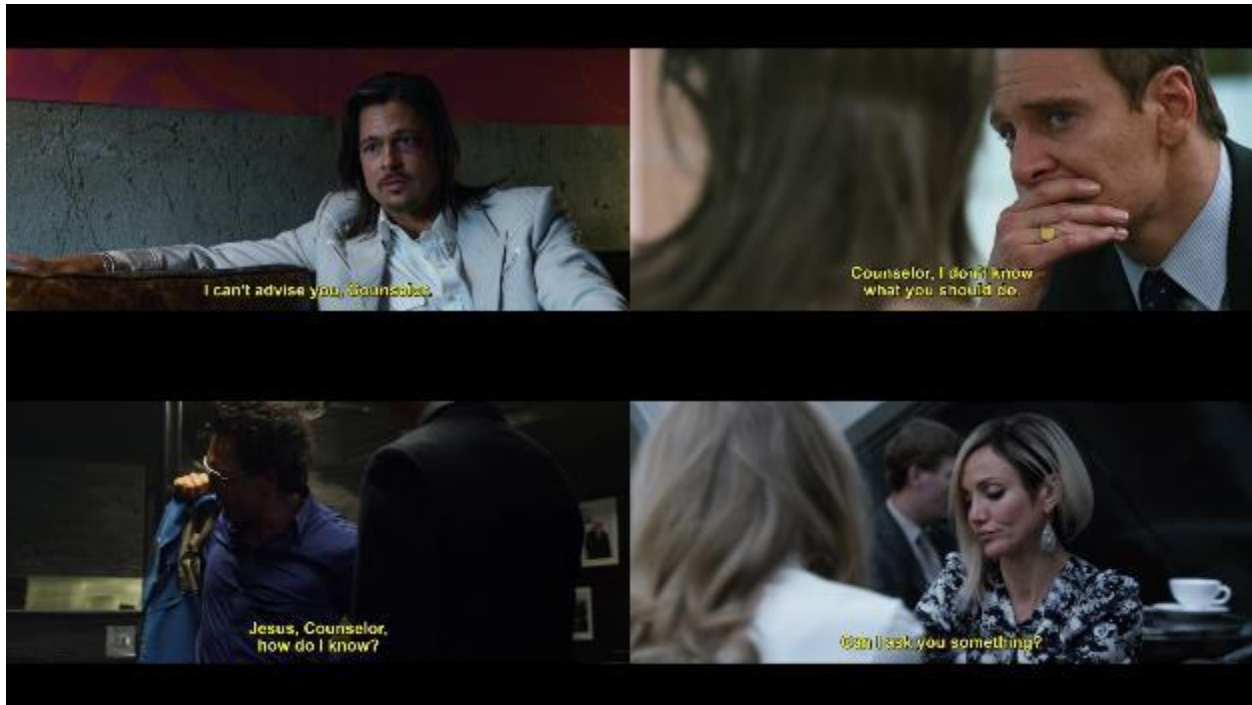 I can't advise you, Counselor.
Counselor, I don't know
what you should do.
Jesus, Counselor,
how do I know?
Can I ask you something?